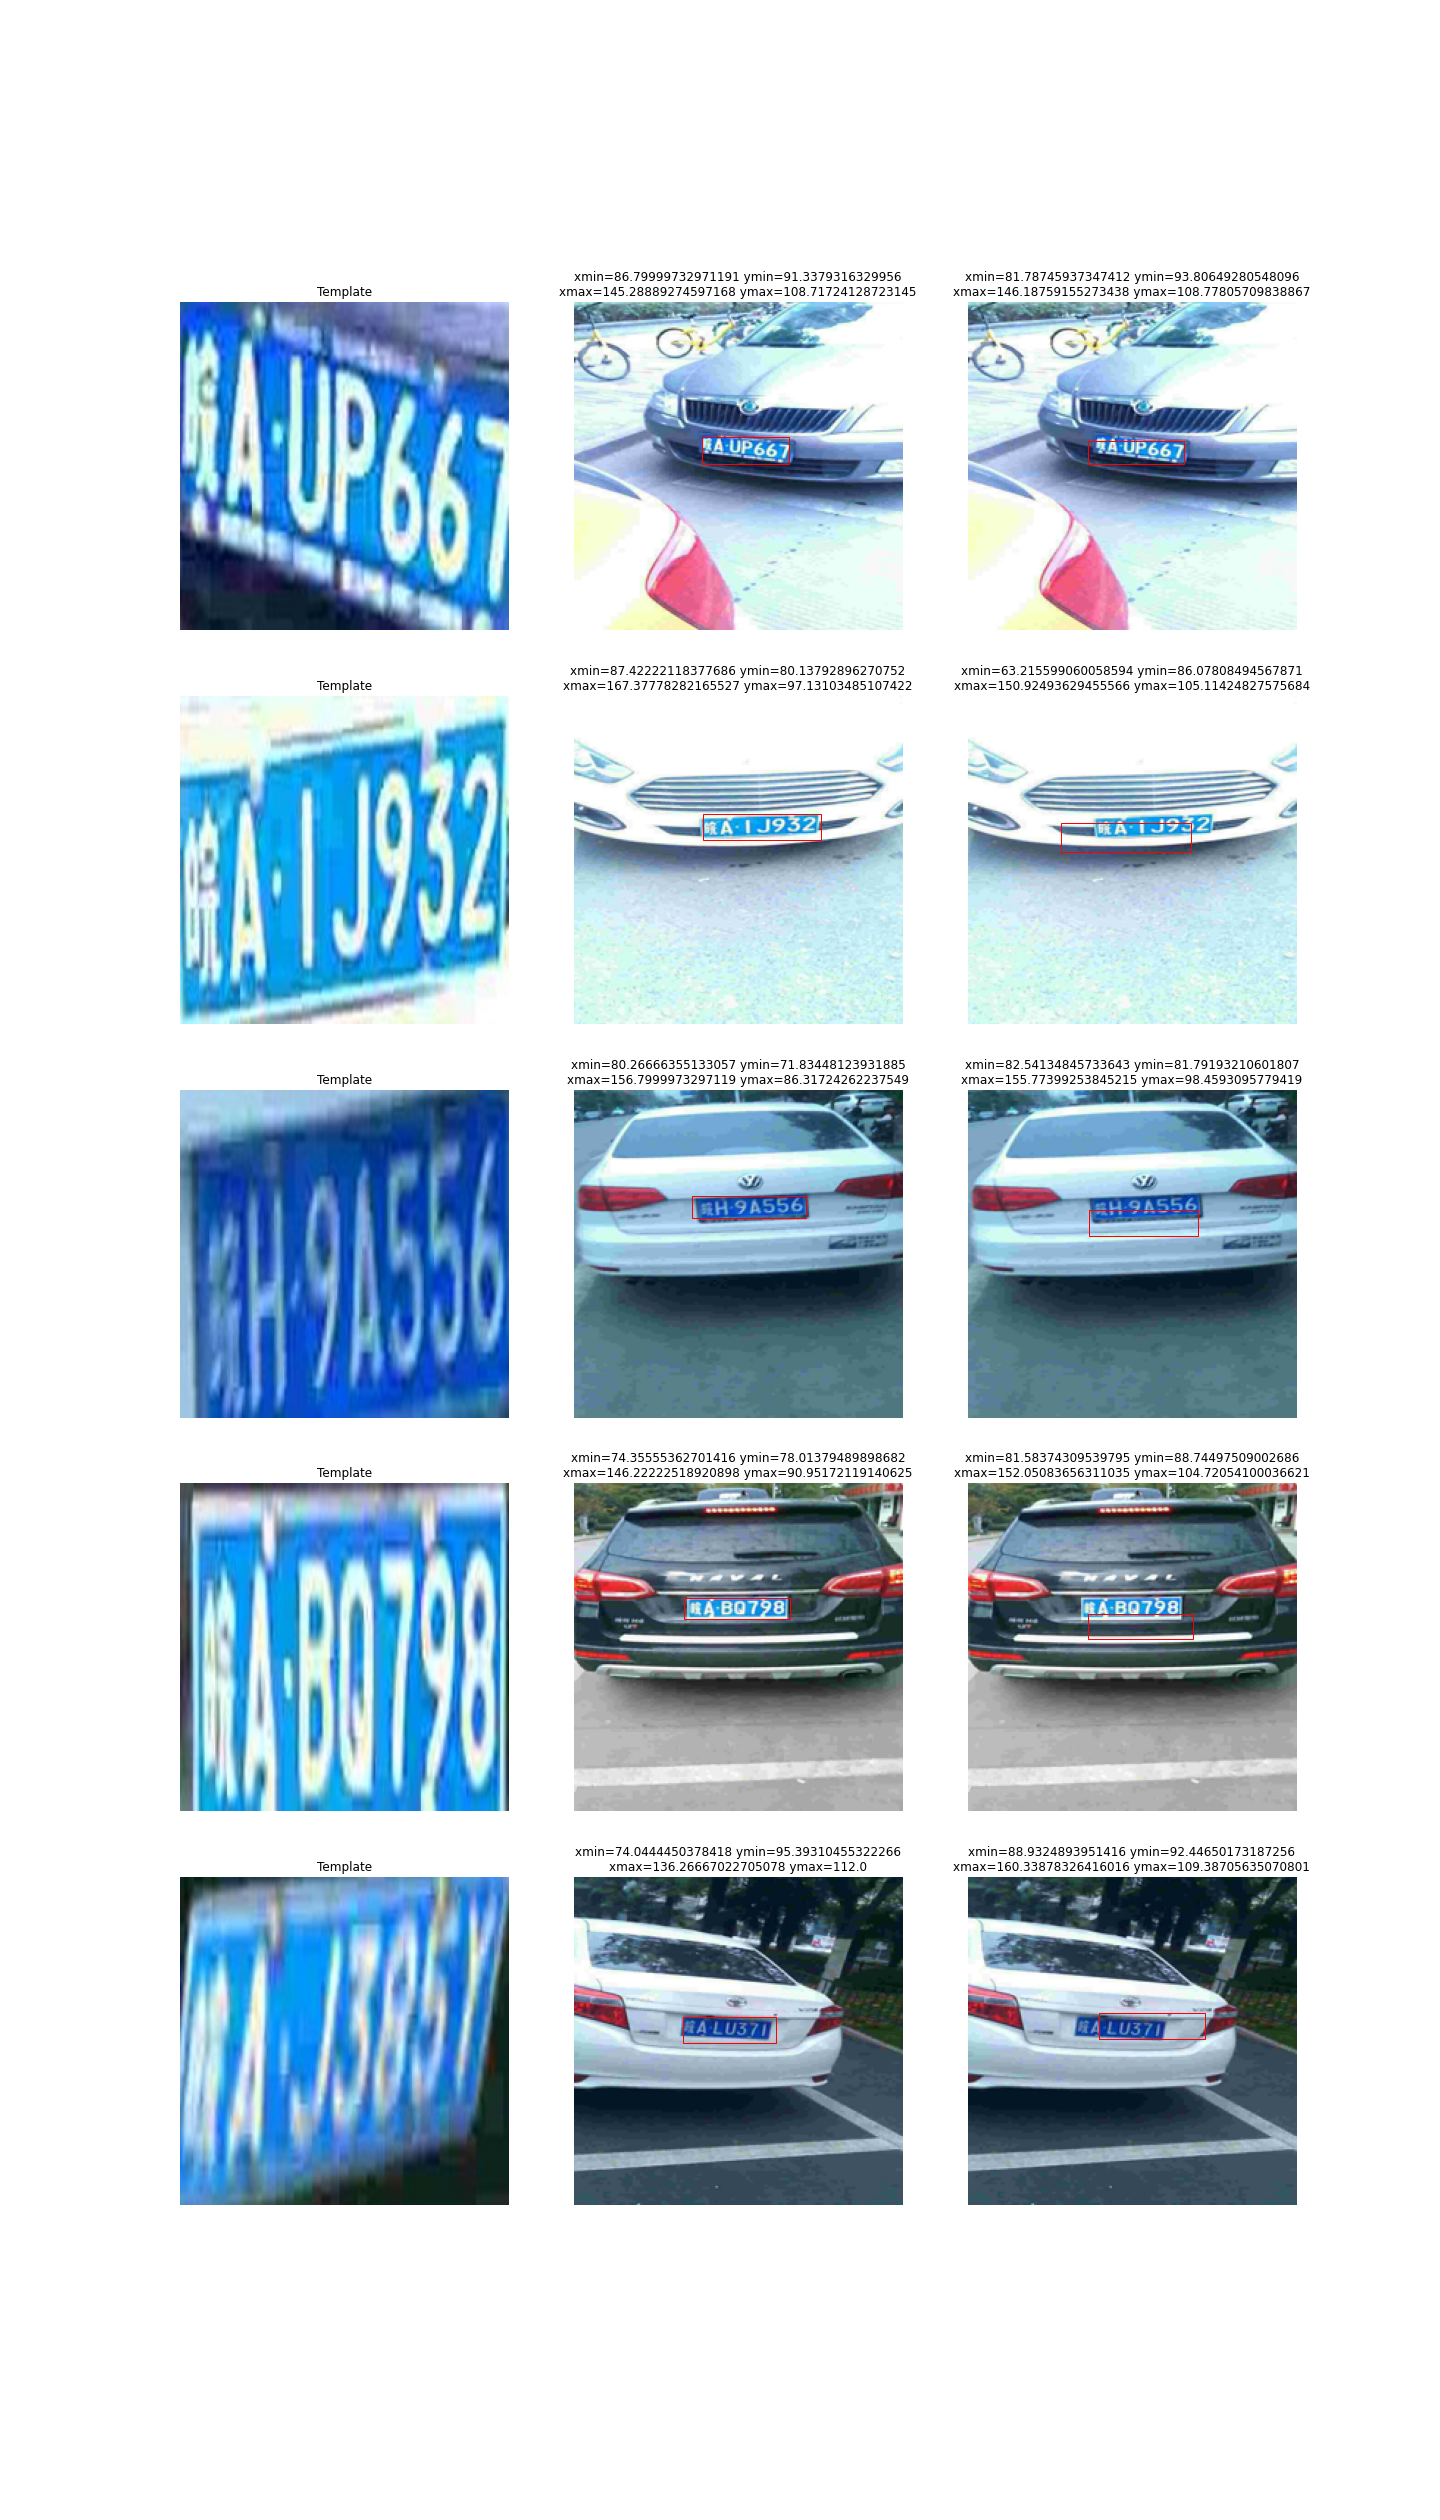 Template
xmin=86.79999732971191 ymin=91.3379316329956
xmax=145.28889274597168 ymax=108.71724128723145
xmin=81.78745937347412 ymin=93.80649280548096
xmax=146.18759155273438 ymax=108.77805709838867
皖A·UP667
皖A·UP667
皖A·UP667
Template
xmin=87.42222118377686 ymin=80.13792896270752
xmax=167.37778282165527 ymax=97.13103485107422
xmin=63.215599060058594 ymin=86.07808494567871
xmax=150.92493629455566 ymax=105.11424827575684
皖A·1J932
皖A·1J932
皖A·1J932
Template
xmin=80.26666355133057 ymin=71.83448123931885
xmax=156.7999973297119 ymax=86.31724262237549
xmin=82.54134845733643 ymin=81.79193210601807
xmax=155.77399253845215 ymax=98.4593095779419
皖H·9A556
皖H·9A556
皖H·9A556
Template
xmin=74.35555362701416 ymin=78.01379489898682
xmax=146.22222518920898 ymax=90.95172119140625
xmin=81.58374309539795 ymin=88.74497509002686
xmax=152.05083656311035 ymax=104.72054100036621
皖A·BQ798
HAVAL
皖A·BQ798
HAVAL
皖A·BQ798
Template
xmin=74.0444450378418 ymin=95.39310455322266
xmax=136.26667022705078 ymax=112.0
xmin=88.9324893951416 ymin=92.44650173187256
xmax=160.33878326416016 ymax=109.38705635070801
皖A·LU371
皖A·LU371